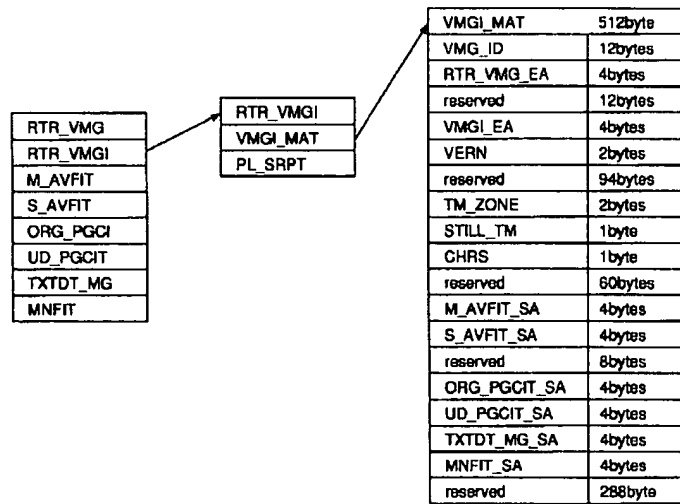 RTR_VMG
RTR_VMGI
M_AVFIT
S_AVFIT
ORG_PGCI
UD_PGCIT
TXTDT_MG
MNFIT
RTR_VMGI
VMGI_MAT
PL_SRPT
VMGI_MAT 512byte
VMG_ID 12bytes
RTR_VMG_EA 4bytes
reserved 12bytes
VMGI_EA 4bytes
VERN 2bytes
reserved 94bytes
TM_ZONE 2bytes
STILL_TM 1byte
CHRS 1byte
reserved 60bytes
M_AVFIT_SA 4bytes
S_AVFIT_SA 4bytes
reserved 8bytes
ORG_PGCIT_SA 4bytes
UD_PGCIT_SA 4bytes
TXTDT_MG_SA 4bytes
MNFIT_SA 4bytes
reserved 288byte